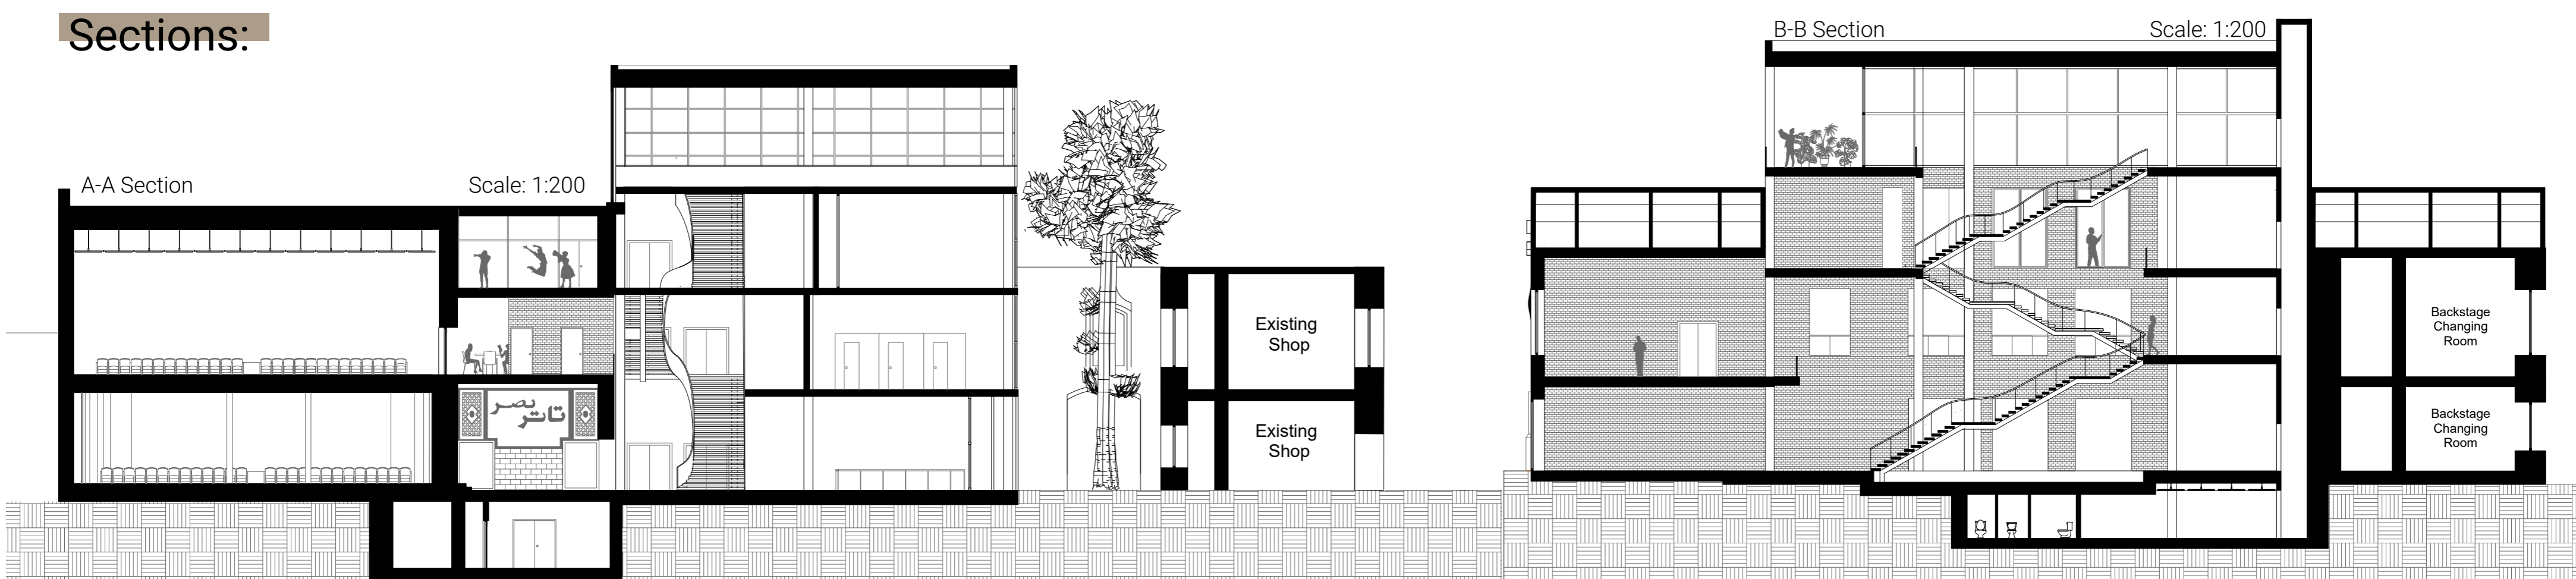 Sections:
A-A Section
Scale: 1:200
تاتر نصر
Existing
Shop
Existing
Shop
B-B Section
Scale: 1:200
Backstage
Changing
Room
Backstage
Changing
Room